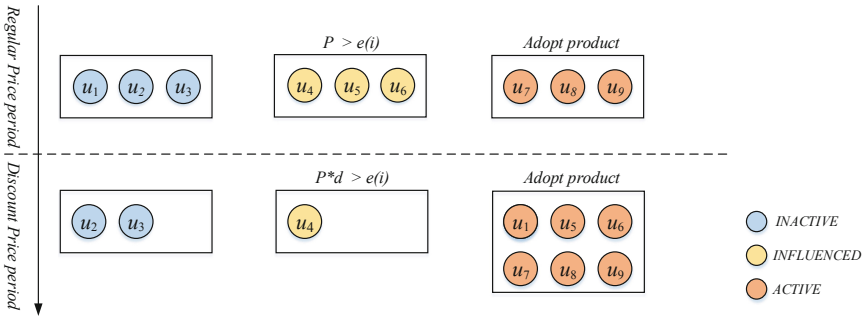 Regular Price period
P > e(i)
Adopt product
u1 u2 u3
u4 u5 u6
u7 u8 u9
Discount Price period
P*d > e(i)
Adopt product
u2 u3
u4
u1 u5 u6
u7 u8 u9
INACTIVE
INFLUENCED
ACTIVE